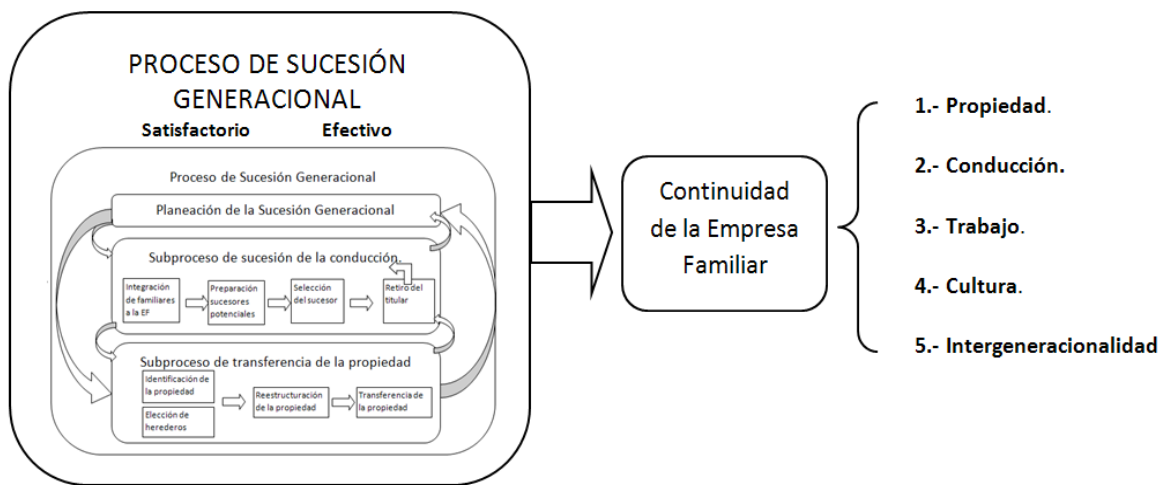 PROCESO DE SUCESIÓN
GENERACIONAL
Satisfactorio Efectivo
Proceso de Sucesión Generacional
Planeación de la Sucesión Generacional
Subproceso de sucesión de la conducción.
Integración
de familiares
a la EF
Preparación
sucesores
potenciales
Selección
del sucesor
Retiro del
titular
Subproceso de transferencia de la propiedad
Identificación de
la propiedad
Elección de
herederos
Reestructuración
de la propiedad
Transferencia de
la propiedad
Continuidad
de la Empresa
Familiar
1.- Propiedad.
2.- Conducción.
3.- Trabajo.
4.- Cultura.
5.- Intergeneracionalidad